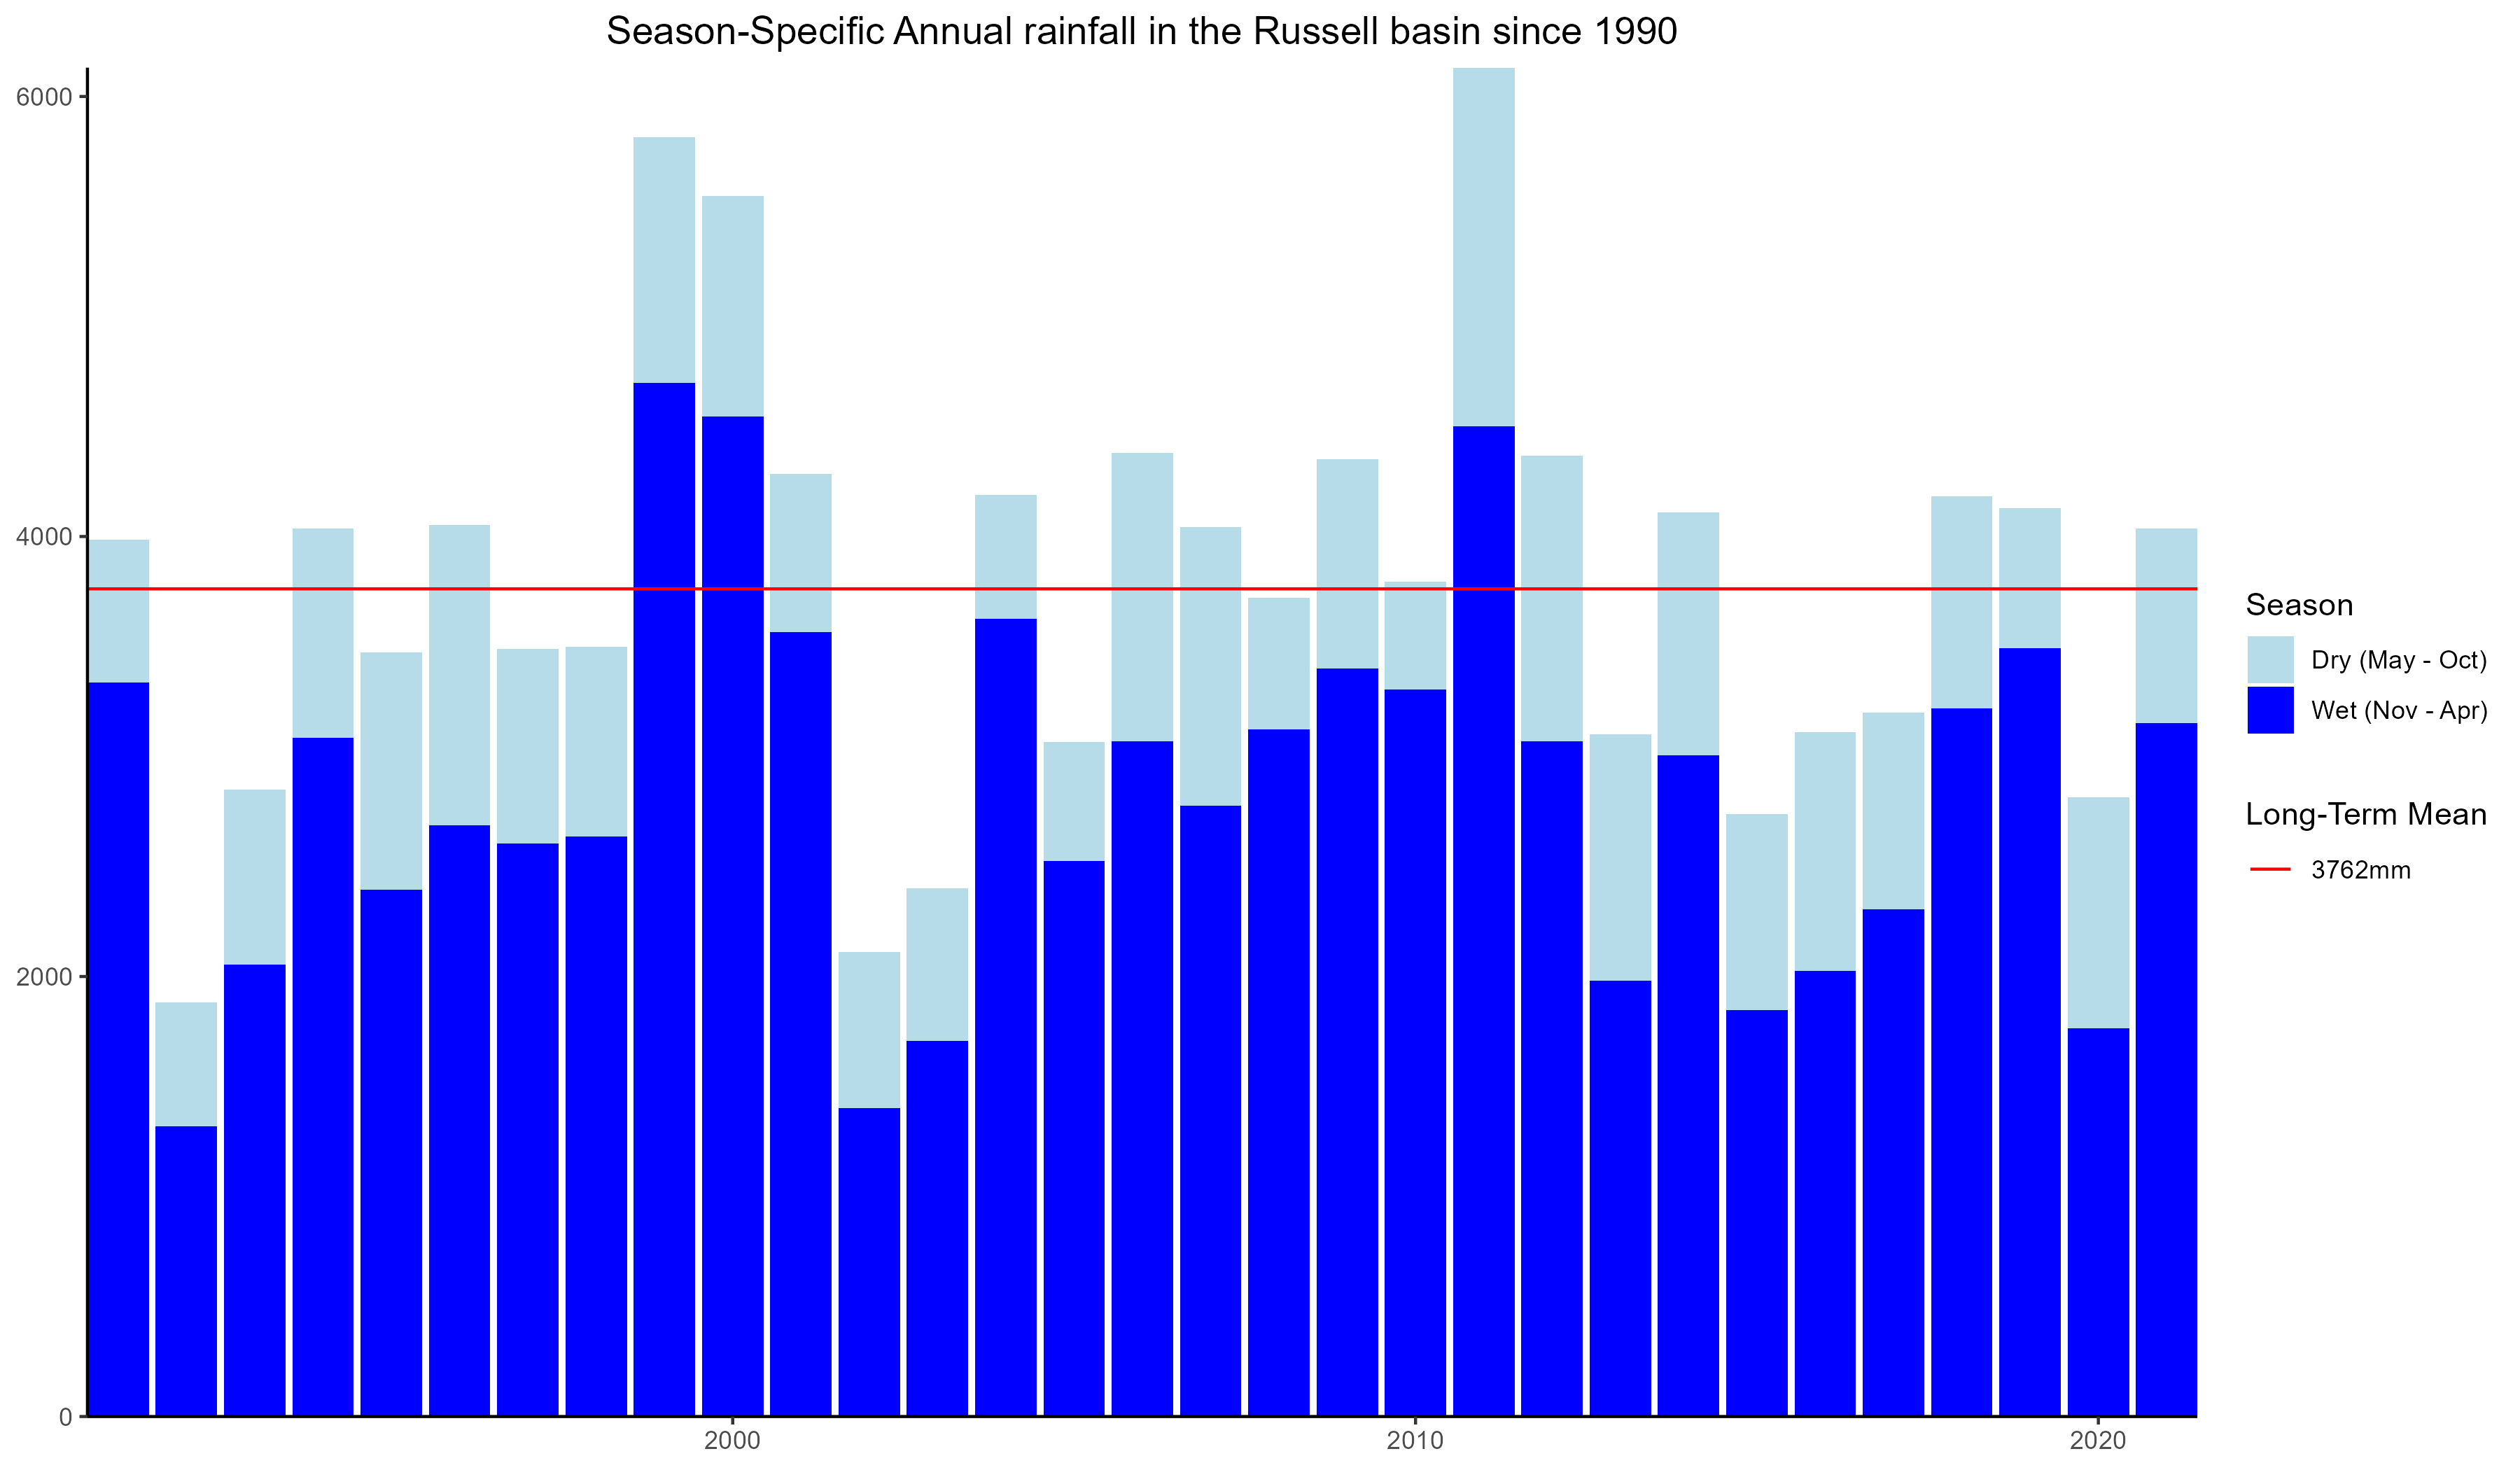 Season-Specific Annual rainfall in the Russell basin since 1990
6000
4000
2000
0
2000
2010
2020
Season
Dry (May - Oct)
Wet (Nov - Apr)
Long-Term Mean
3762mm